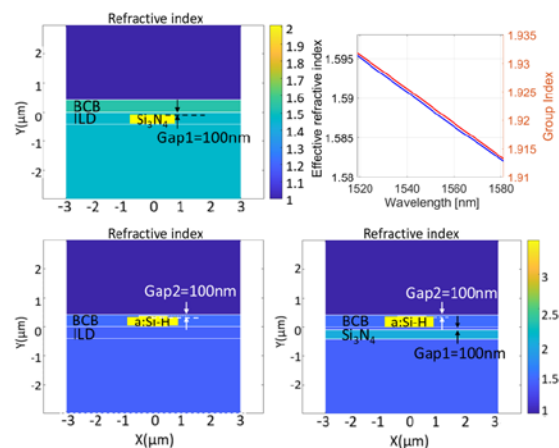 Refractive index
Y(μm)
2
1
0
-1
-2
BCB
ILD
Si₃N₄
Gap1=100nm
-3 -2 -1 0 1 2 3
2
1.9
1.8
1.7
1.6
1.5
1.4
1.3
1.2
1.1
1
Effective refractive index
1.595
1.59
1.585
1.58
1520 1540 1560 1580
Wavelength [nm]
1.935
1.93
1.925
1.92
1.915
1.91
Group Index
Refractive index
Y(μm)
2
1
0
-1
-2
-3
Gap2=100nm
BCB
a:Si-H
ILD
-3 -2 -1 0 1 2 3
X(μm)
Refractive index
2
1
0
-1
-2
-3
Gap2=100nm
BCB
a:Si-H
Si₃N₄
Gap1=100nm
-3 -2 -1 0 1 2 3
X(μm)
3
2.5
2
1.5
1